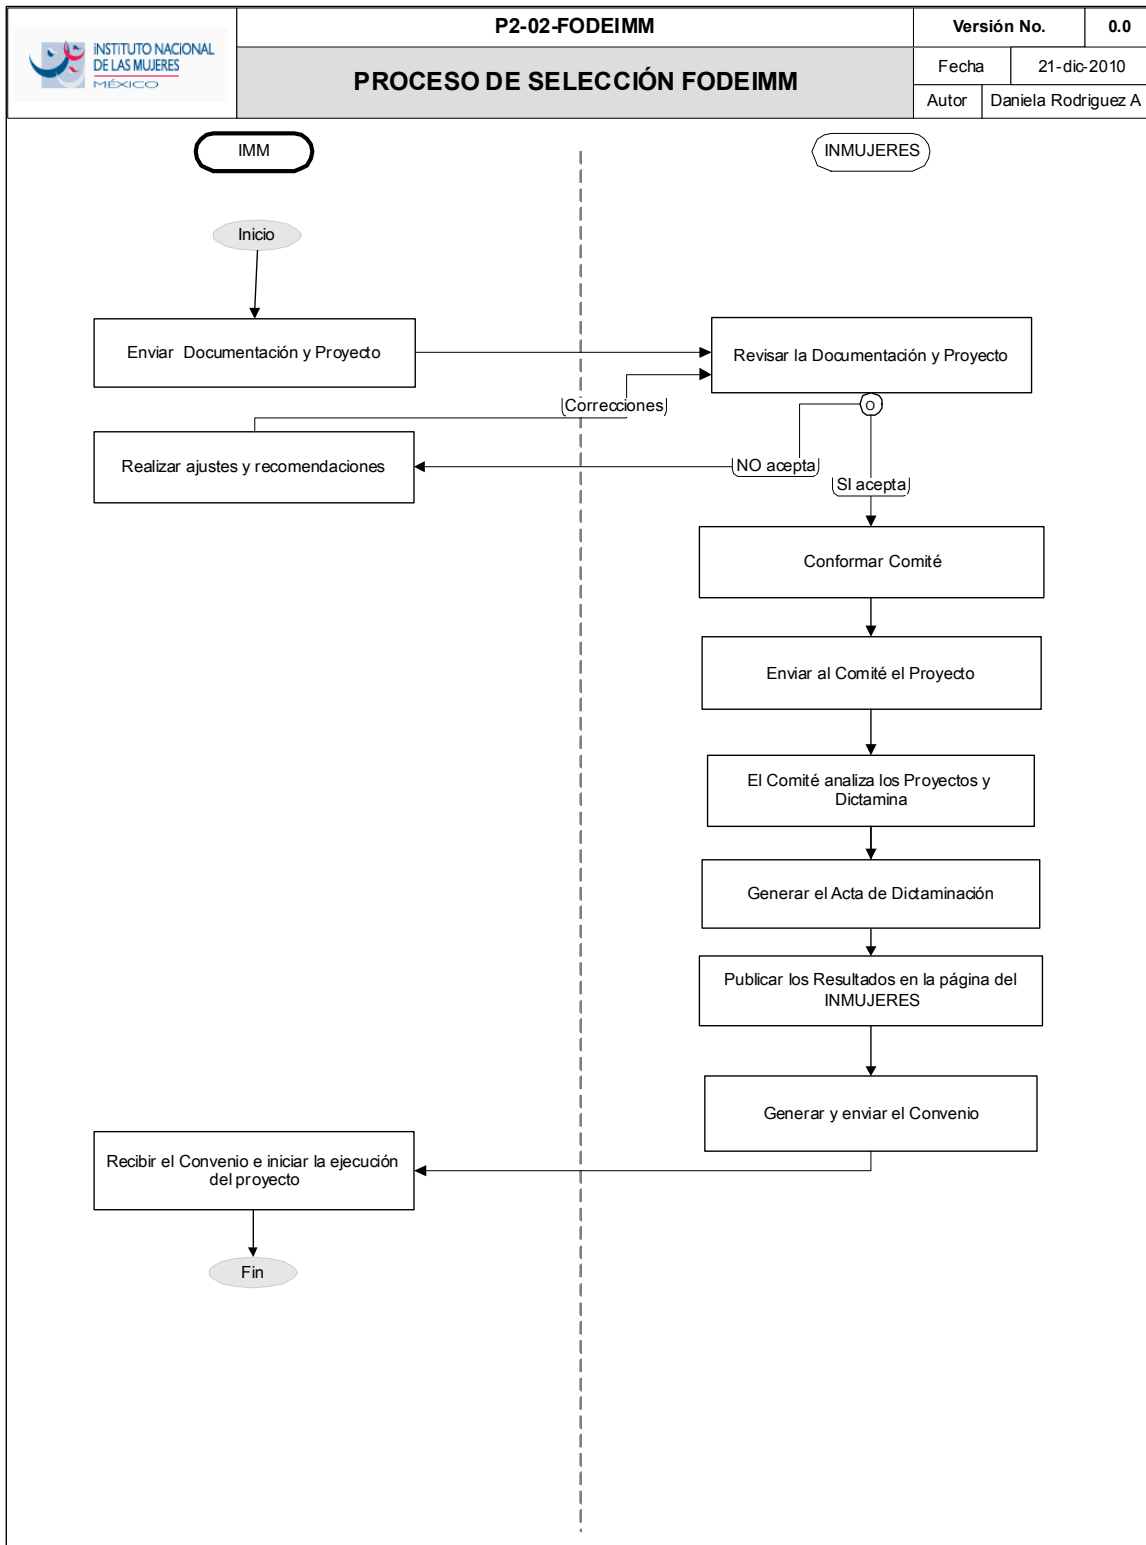 INSTITUTO NACIONAL
DE LAS MUJERES
MÉXICO
P2-02-FODEIMM
PROCESO DE SELECCIÓN FODEIMM
Versión No.
0.0
Fecha
21-dic-2010
Autor
Daniela Rodriguez A
IMM
INMUJERES
Inicio
Enviar Documentación y Proyecto
Revisar la Documentación y Proyecto
Correcciones
O
Realizar ajustes y recomendaciones
NO acepta
SI acepta
Conformar Comité
Enviar al Comité el Proyecto
El Comité analiza los Proyectos y
Dictamina
Generar el Acta de Dictaminación
Publicar los Resultados en la página del
INMUJERES
Generar y enviar el Convenio
Recibir el Convenio e iniciar la ejecución
del proyecto
Fin